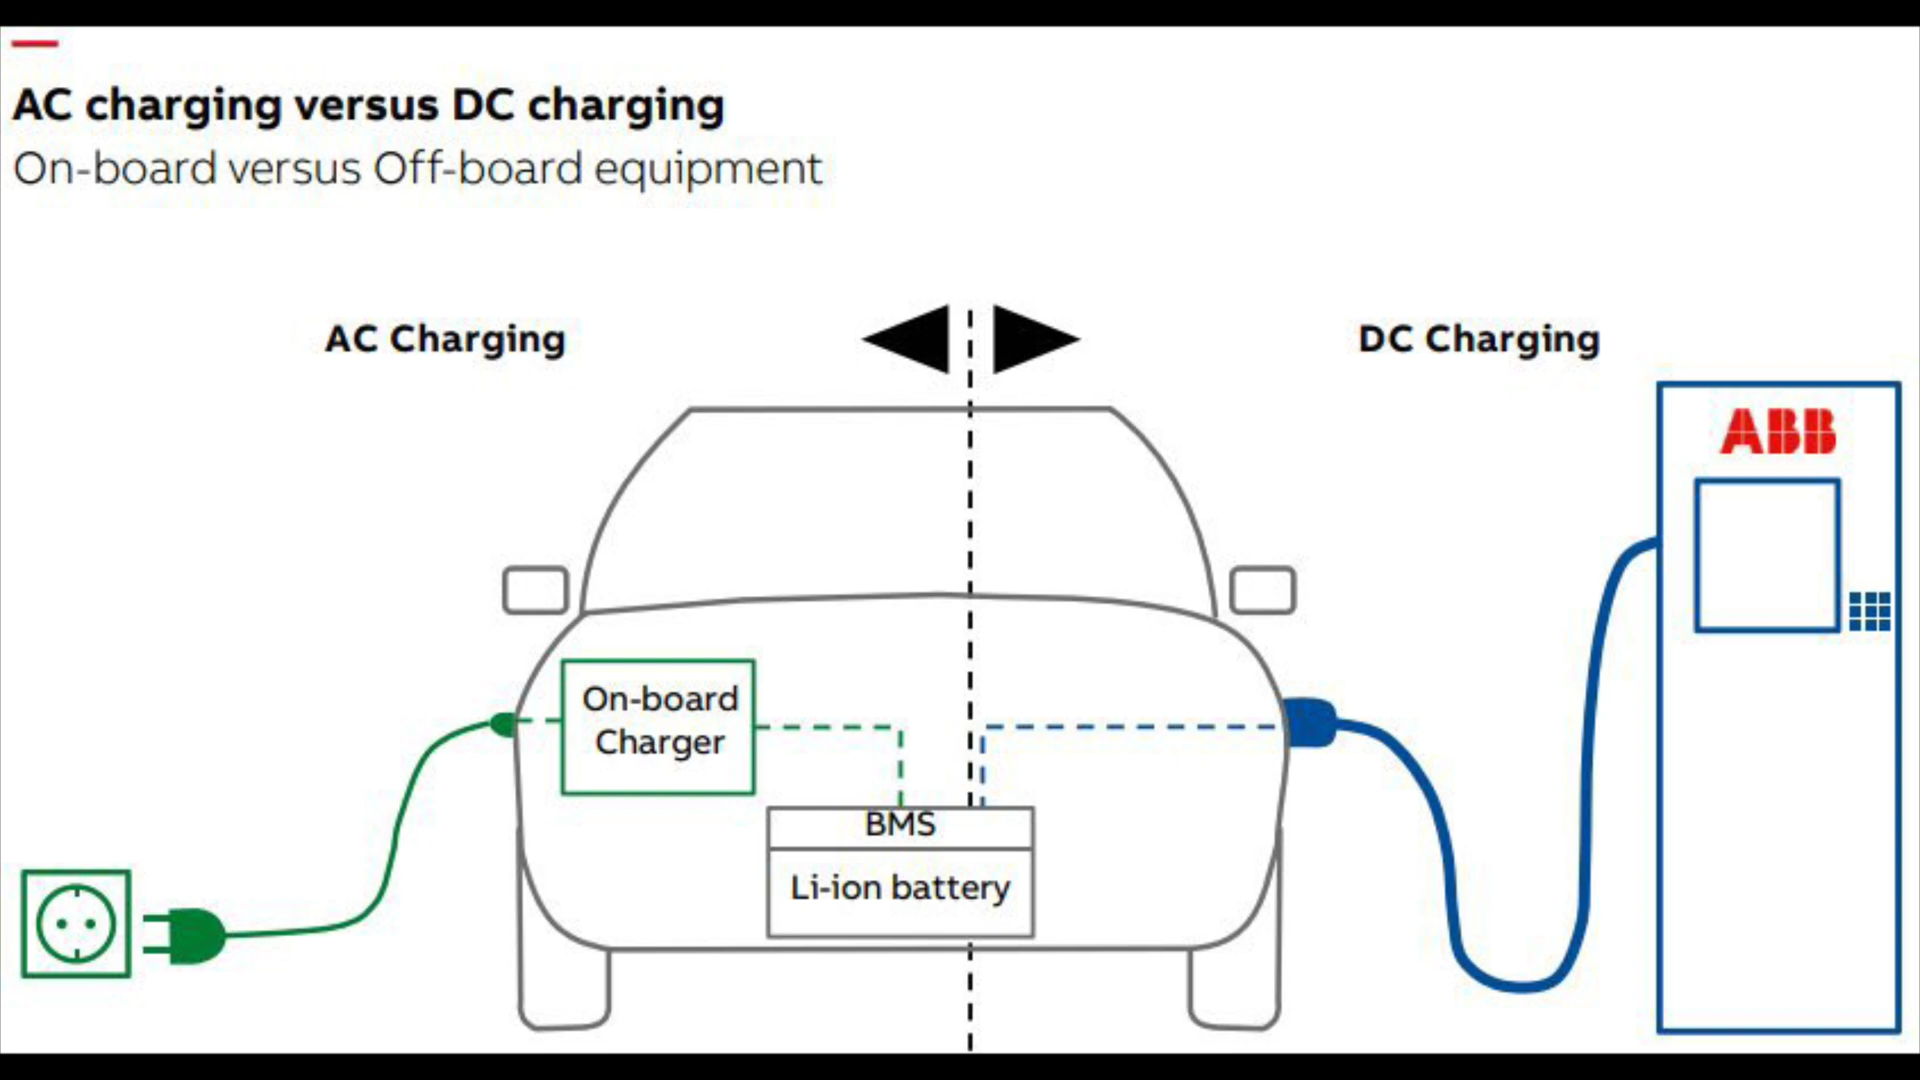 AC charging versus DC charging
On-board versus Off-board equipment
AC Charging
DC Charging
ABB
On-board
Charger
BMS
Li-ion battery